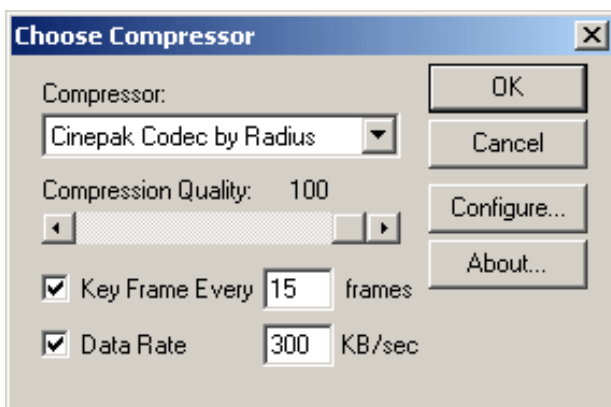 Choose Compressor
Compressor:
Cinepak Codec by Radius
Compression Quality: 100
Key Frame Every 15 frames
Data Rate 300 KB/sec
OK
Cancel
Configure...
About...